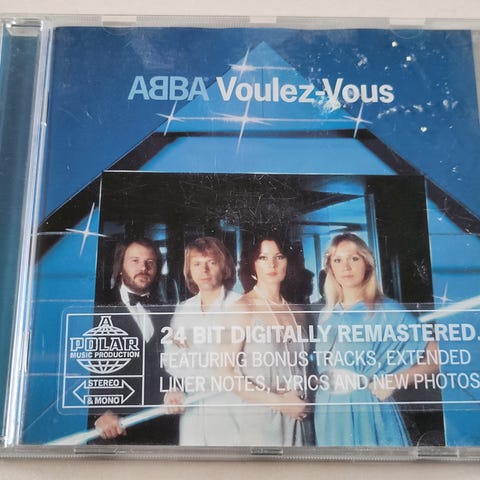 ABBA Voulez-Vous
24 BIT DIGITALLY REMASTERED.
FEATURING BONUS TRACKS, EXTENDED
LINER NOTES, LYRICS AND NEW PHOTOS
A
POLAR
MUSIC PRODUCTION
STEREO
& MONO